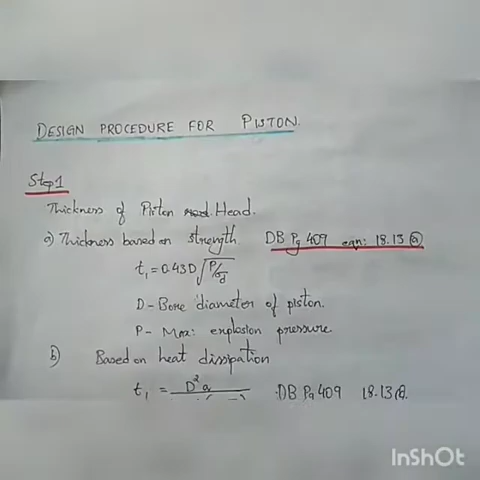 DESIGN PROCEDURE FOR PISTON.
Step 1
Thickness of Piston Head.
a) Thickness based on strength. DB Pg 409 eqn: 18.13 (a)
t₁ = 0.43D √P/σd
D - Bore diameter of piston.
P - Max: explosion pressure
b) Based on heat dissipation
t₁ = D²q DB Pg 409 18.13
InShOt